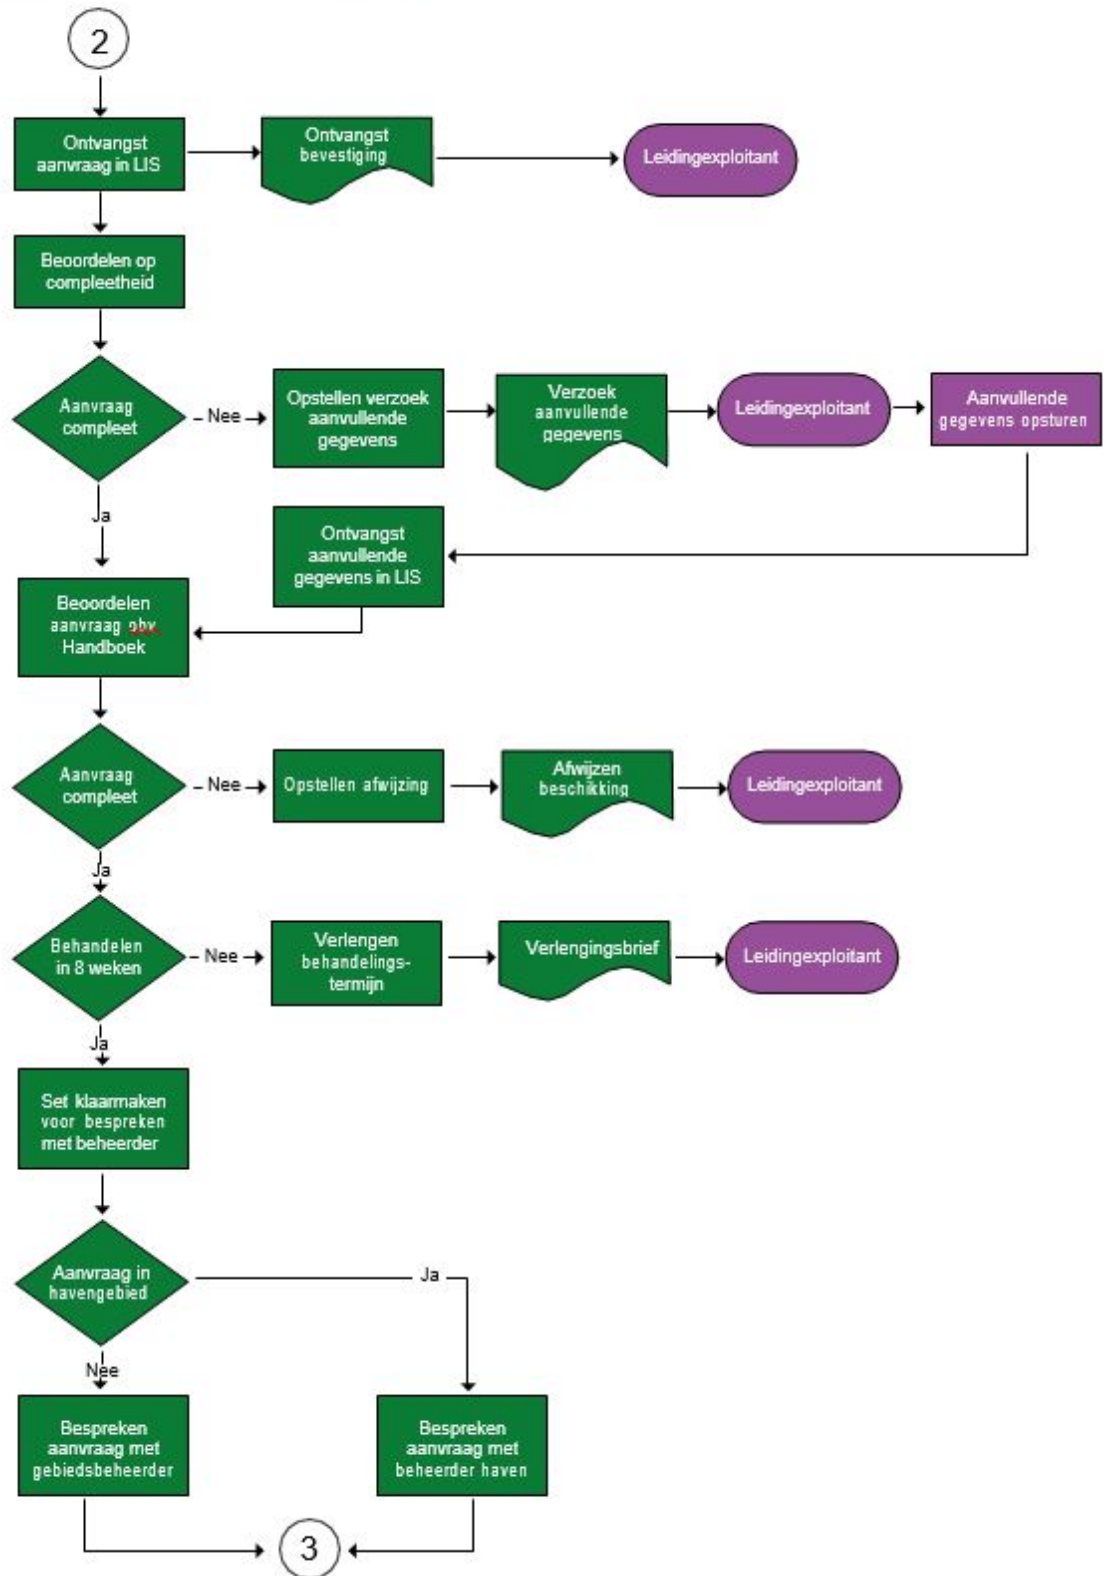 2
Ontvangst
aanvraag in LIS
Ontvangst
bevestiging
Leidingexploitant
Beoordelen op
compleetheid
Aanvraag
compleet
Nee
Opstellen verzoek
aanvullende
gegevens
Verzoek
aanvullende
gegevens
Leidingexploitant
Aanvullende
gegevens opsturen
Ja
Ontvangst
aanvullende
gegevens in LIS
Beoordelen
aanvraag obv
Handboek
Aanvraag
compleet
Nee
Opstellen afwijzing
Afwijzen
beschikking
Leidingexploitant
Ja
Behandelen
in 8 weken
Nee
Verlengen
behandelings-
termijn
Verlengingsbrief
Leidingexploitant
Ja
Set klaarmaken
voor bespreken
met beheerder
Aanvraag in
havengebied
Ja
Nee
Bespreken
aanvraag met
gebiedsbeheerder
Bespreken
aanvraag met
beheerder haven
3